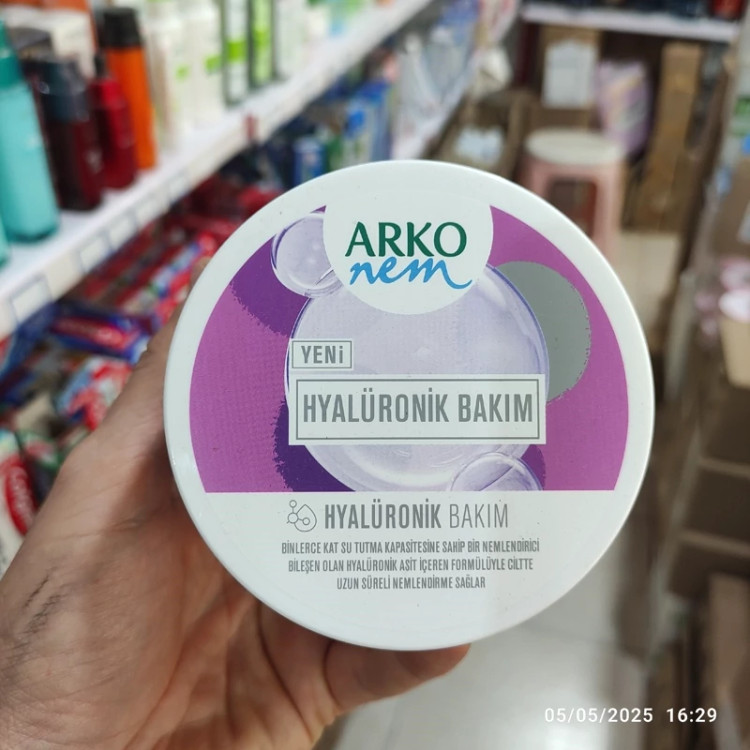 ARKO
nem
YENİ
HYALÜRONİK BAKIM
HYALÜRONİK BAKIM
BİNLERCE KAT SU TUTMA KAPASİTESİNE SAHİP BİR NEMLENDİRİCİ
BİLEŞEN OLAN HYALÜRONİK ASİT İÇEREN FORMÜLÜYLE CİLTTE
UZUN SÜRELİ NEMLENDİRME SAĞLAR
05/05/2025 16:29